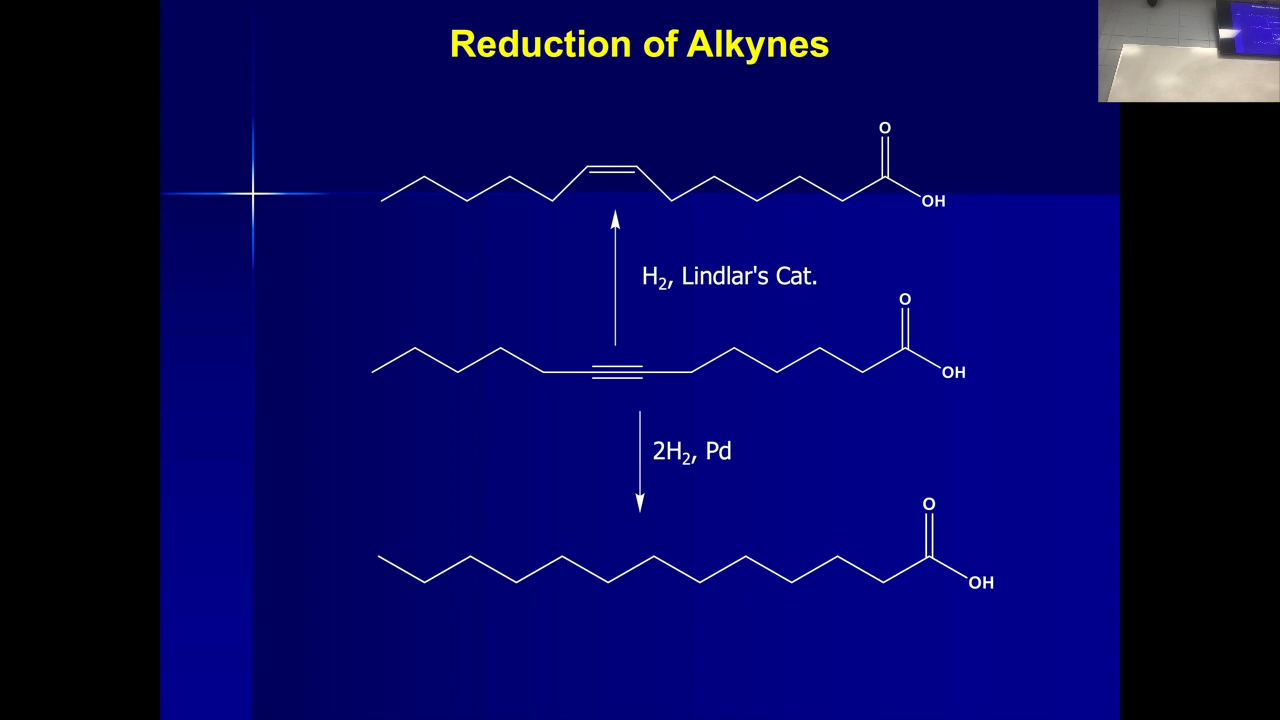 Reduction of Alkynes
O
OH
H₂, Lindlar's Cat.
O
OH
2H₂, Pd
O
OH